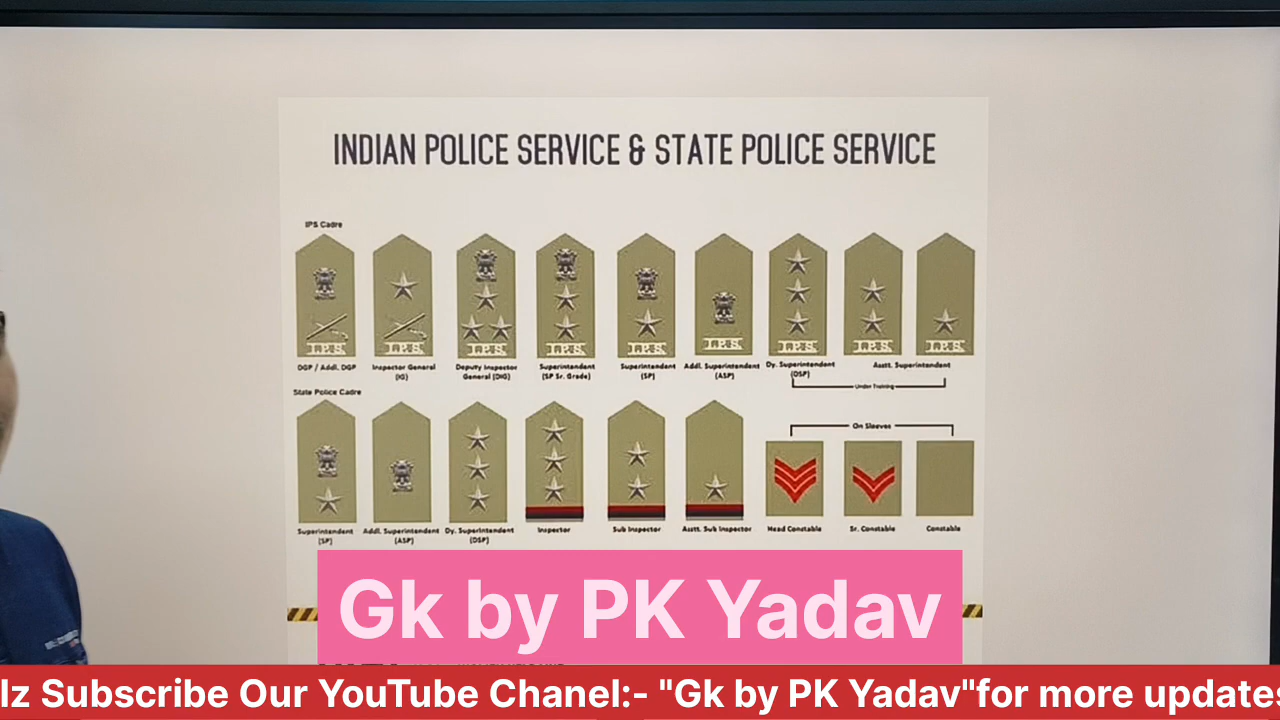 INDIAN POLICE SERVICE & STATE POLICE SERVICE
IPS Cadre
I.P.S. I.P.S. I.P.S. I.P.S. I.P.S. I.P.S. I.P.S. I.P.S. I.P.S.
DGP / Addl. DGP Inspector General Deputy Inspector Superintendent Superintendent Addl. Superintendent Dy. Superintendent Asstt. Superintendent
(IG) General (DIG) (SP Sr. Grade) (SP) (ASP) (DSP)
Under Training
State Police Cadre
On Sleeves
Superintendent Addl. Superintendent Dy. Superintendent Inspector Sub Inspector Asstt. Sub Inspector Head Constable Sr. Constable Constable
(SP) (ASP) (DSP)
Gk by PK Yadav
lz Subscribe Our YouTube Chanel:- "Gk by PK Yadav"for more updates